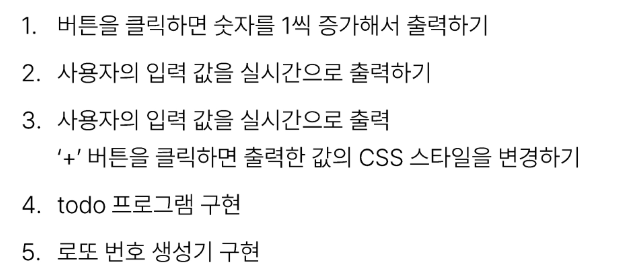 1. 버튼을 클릭하면 숫자를 1씩 증가해서 출력하기
2. 사용자의 입력 값을 실시간으로 출력하기
3. 사용자의 입력 값을 실시간으로 출력
‘+’ 버튼을 클릭하면 출력한 값의 CSS 스타일을 변경하기
4. todo 프로그램 구현
5. 로또 번호 생성기 구현